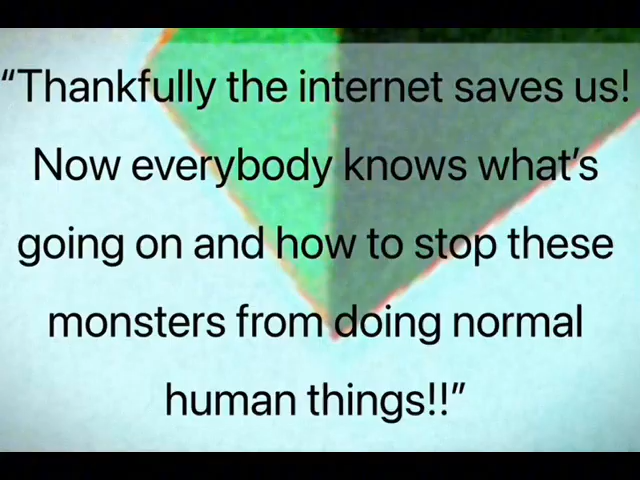 “Thankfully the internet saves us!
Now everybody knows what’s
going on and how to stop these
monsters from doing normal
human things!!”